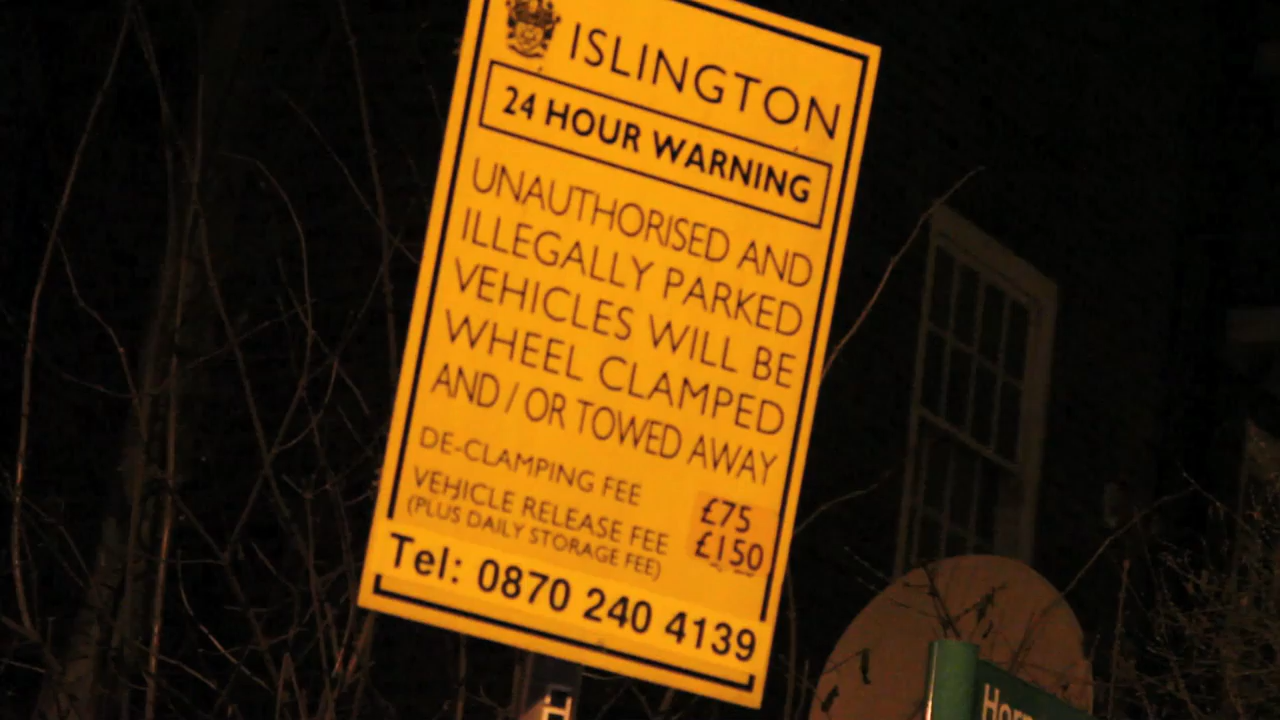 ISLINGTON
24 HOUR WARNING
UNAUTHORISED AND
ILLEGALLY PARKED
VEHICLES WILL BE
WHEEL CLAMPED
AND / OR TOWED AWAY
DE-CLAMPING FEE £75
VEHICLE RELEASE FEE £150
(PLUS DAILY STORAGE FEE)
Tel: 0870 240 4139
H